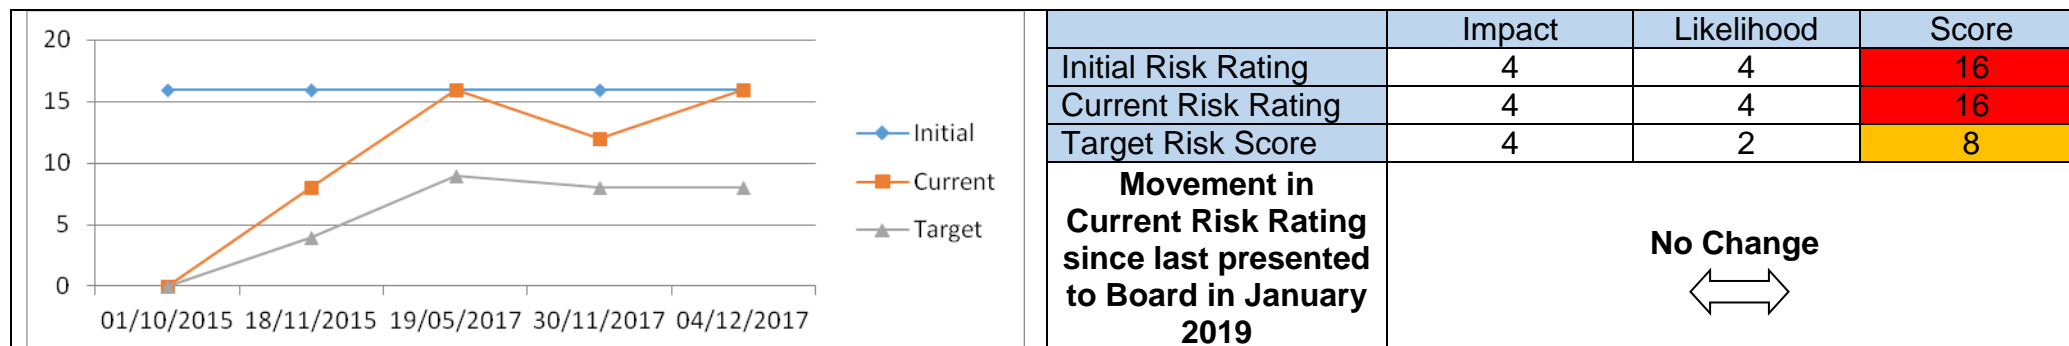 20
15
10
5
0
01/10/2015 18/11/2015 19/05/2017 30/11/2017 04/12/2017
Initial
Current
Target
Impact Likelihood Score
Initial Risk Rating 4 4 16
Current Risk Rating 4 4 16
Target Risk Score 4 2 8
Movement in
Current Risk Rating
since last presented
to Board in January
2019
No Change